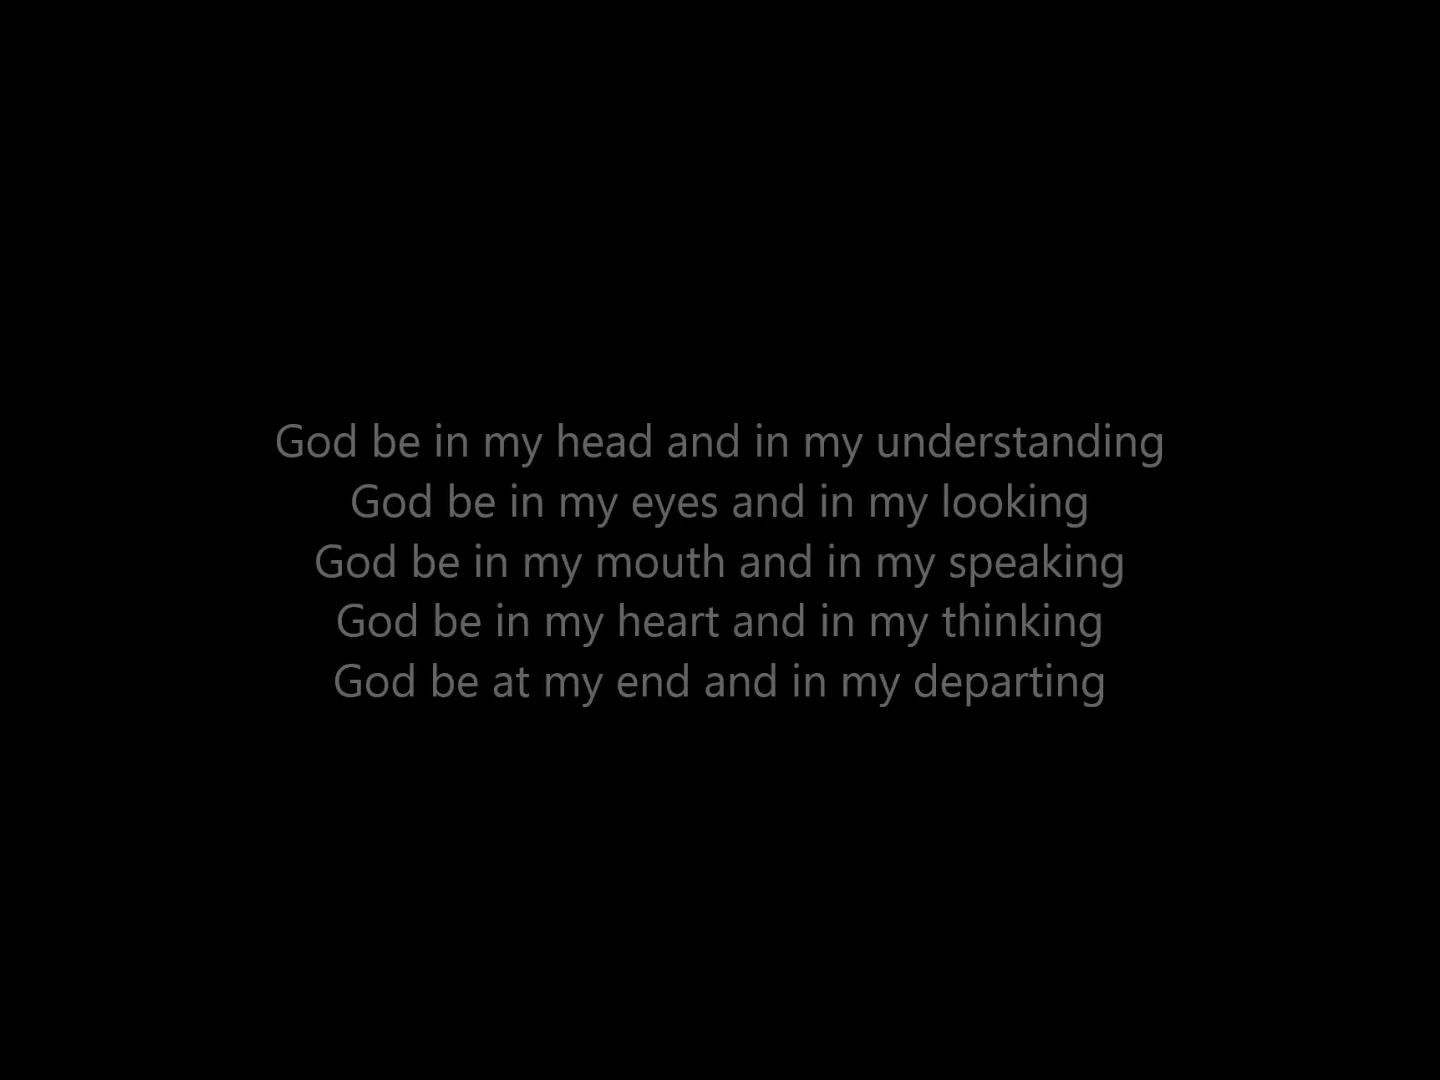 God be in my head and in my understanding
God be in my eyes and in my looking
God be in my mouth and in my speaking
God be in my heart and in my thinking
God be at my end and in my departing